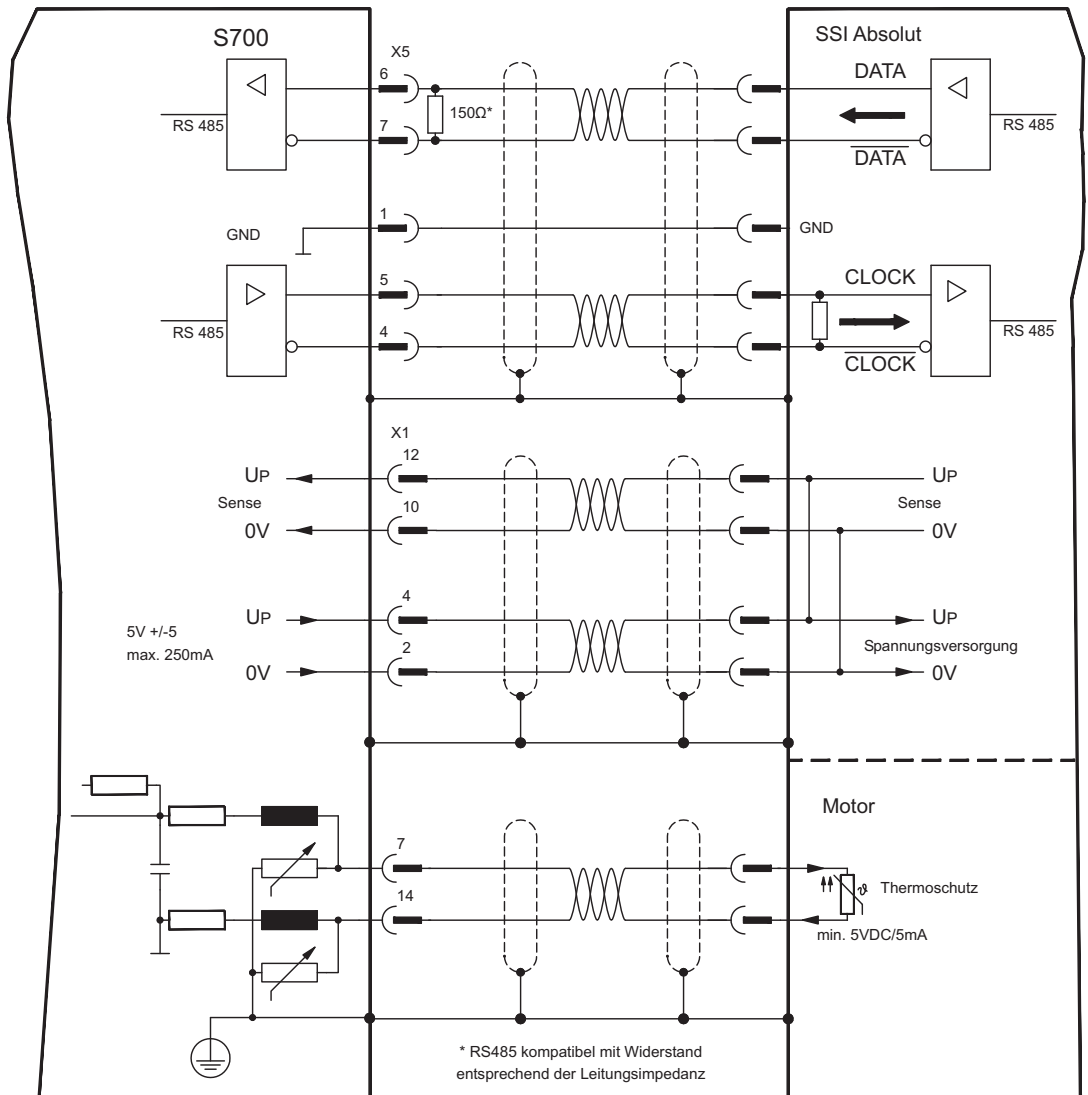 S700
SSI Absolut
X5
6
DATA
RS 485
150Ω*
RS 485
7
DATA
1
GND
GND
5
CLOCK
RS 485
RS 485
4
CLOCK
X1
12
UP
UP
Sense
Sense
10
0V
0V
4
UP
UP
5V +/-5
max. 250mA
Spannungsversorgung
2
0V
0V
Motor
7
ϑ Thermoschutz
14
min. 5VDC/5mA
* RS485 kompatibel mit Widerstand
entsprechend der Leitungsimpedanz